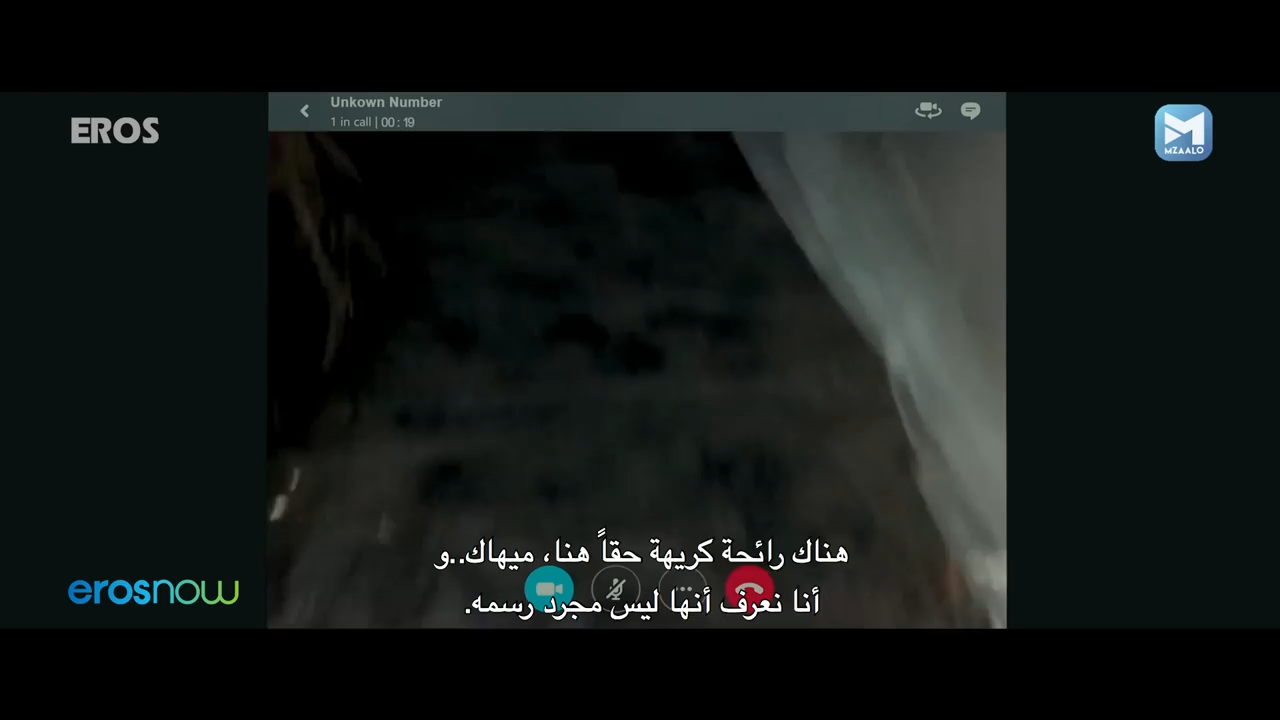 Unkown Number
1 in call | 00 : 19
EROS
MZAALO
هناك رائحة كريهة حقاً هنا، ميهاك..و
أنا نعرف أنها ليس مجرد رسمه.
erosnow